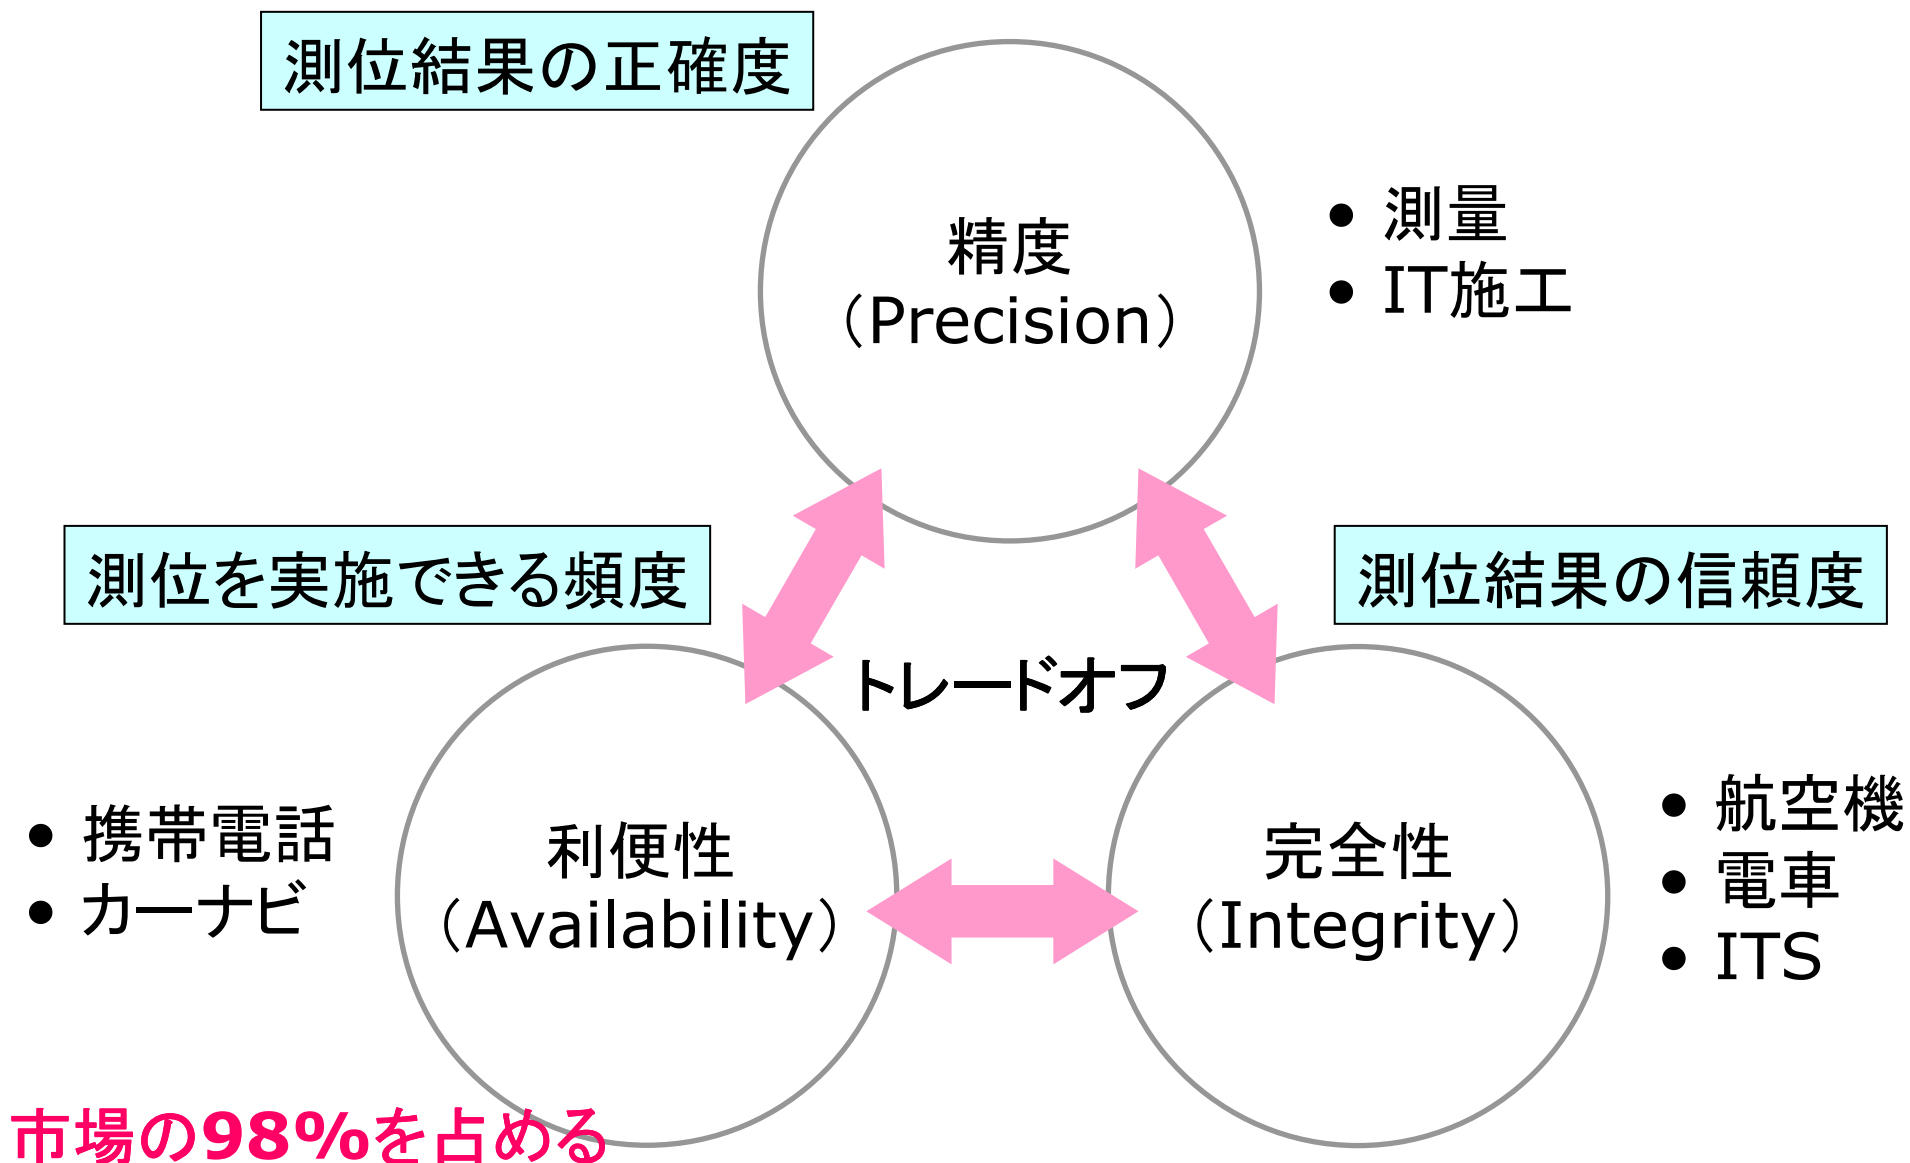 測位結果の正確度
精度
（Precision）
• 測量
• IT施工
測位を実施できる頻度
測位結果の信頼度
トレードオフ
• 携帯電話
• カーナビ
利便性
（Availability）
完全性
（Integrity）
• 航空機
• 電車
• ITS
市場の98%を占める